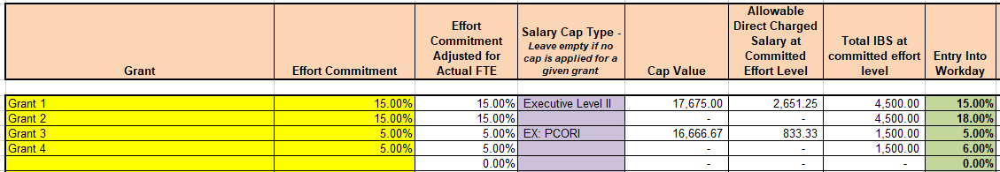 Grant Effort Commitment Effort Commitment Adjusted for Actual FTE Salary Cap Type - Leave empty if no cap is applied for a given grant Cap Value Allowable Direct Charged Salary at Committed Effort Level Total IBS at committed effort level Entry Into Workday
Grant 1 15.00% 15.00% Executive Level II 17,675.00 2,651.25 4,500.00 15.00%
Grant 2 15.00% 15.00% - - 4,500.00 18.00%
Grant 3 5.00% 5.00% EX: PCORI 16,666.67 833.33 1,500.00 5.00%
Grant 4 5.00% 5.00% - - 1,500.00 6.00%
0.00% - - - 0.00%